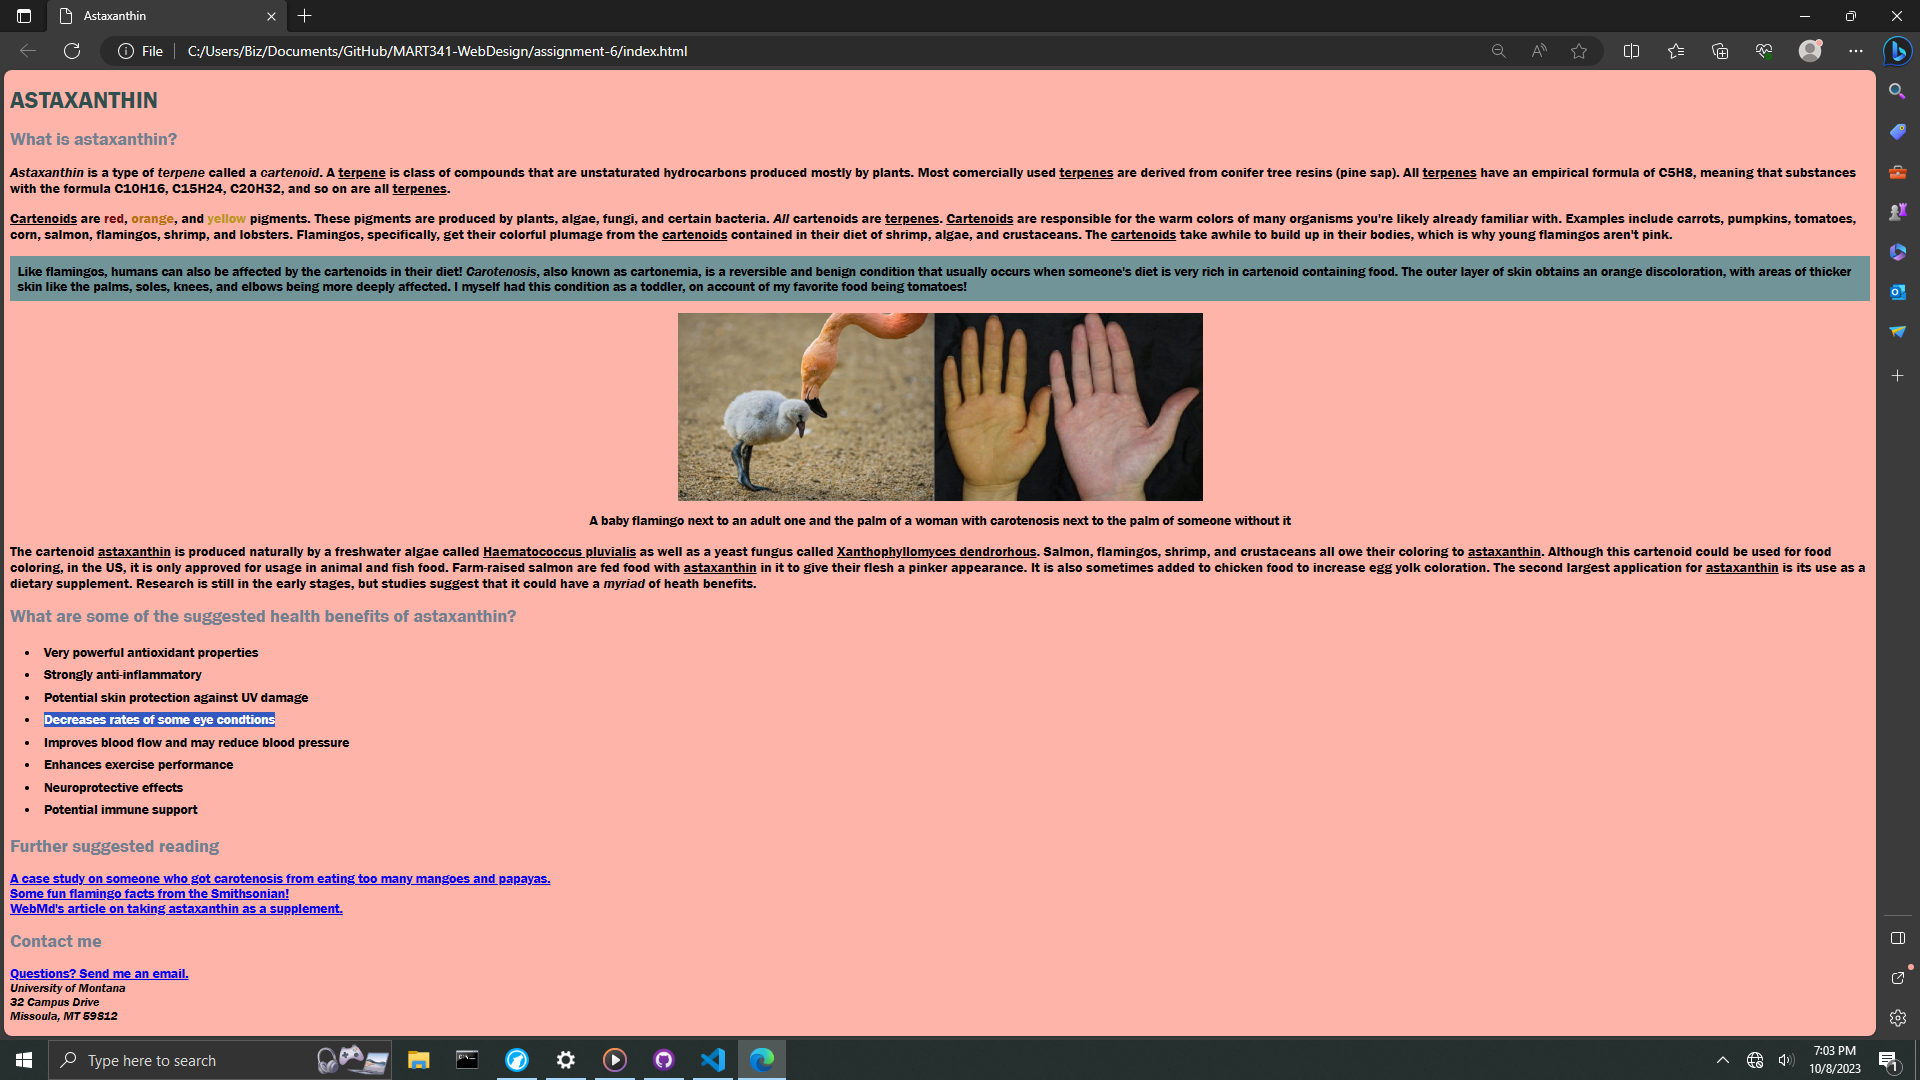 Astaxanthin
File
C:/Users/Biz/Documents/GitHub/MART341-WebDesign/assignment-6/index.html
ASTAXANTHIN
What is astaxanthin?
Astaxanthin is a type of terpene called a cartenoid. A terpene is class of compounds that are unstaturated hydrocarbons produced mostly by plants. Most comercially used terpenes are derived from conifer tree resins (pine sap). All terpenes have an empirical formula of C5H8, meaning that substances
with the formula C10H16, C15H24, C20H32, and so on are all terpenes.
Cartenoids are red, orange, and yellow pigments. These pigments are produced by plants, algae, fungi, and certain bacteria. All cartenoids are terpenes. Cartenoids are responsible for the warm colors of many organisms you're likely already familiar with. Examples include carrots, pumpkins, tomatoes,
corn, salmon, flamingos, shrimp, and lobsters. Flamingos, specifically, get their colorful plumage from the cartenoids contained in their diet of shrimp, algae, and crustaceans. The cartenoids take awhile to build up in their bodies, which is why young flamingos aren't pink.
Like flamingos, humans can also be affected by the cartenoids in their diet! Carotenosis, also known as cartonemia, is a reversible and benign condition that usually occurs when someone's diet is very rich in cartenoid containing food. The outer layer of skin obtains an orange discoloration, with areas of thicker
skin like the palms, soles, knees, and elbows being more deeply affected. I myself had this condition as a toddler, on account of my favorite food being tomatoes!
A baby flamingo next to an adult one and the palm of a woman with carotenosis next to the palm of someone without it
The cartenoid astaxanthin is produced naturally by a freshwater algae called Haematococcus pluvialis as well as a yeast fungus called Xanthophyllomyces dendrorhous. Salmon, flamingos, shrimp, and crustaceans all owe their coloring to astaxanthin. Although this cartenoid could be used for food
coloring, in the US, it is only approved for usage in animal and fish food. Farm-raised salmon are fed food with astaxanthin in it to give their flesh a pinker appearance. It is also sometimes added to chicken food to increase egg yolk coloration. The second largest application for astaxanthin is its use as a
dietary supplement. Research is still in the early stages, but studies suggest that it could have a myriad of heath benefits.
What are some of the suggested health benefits of astaxanthin?
• Very powerful antioxidant properties
• Strongly anti-inflammatory
• Potential skin protection against UV damage
• Decreases rates of some eye condtions
• Improves blood flow and may reduce blood pressure
• Enhances exercise performance
• Neuroprotective effects
• Potential immune support
Further suggested reading
A case study on someone who got carotenosis from eating too many mangoes and papayas.
Some fun flamingo facts from the Smithsonian!
WebMd's article on taking astaxanthin as a supplement.
Contact me
Questions? Send me an email.
University of Montana
32 Campus Drive
Missoula, MT 59812
Type here to search
7:03 PM
10/8/2023
1